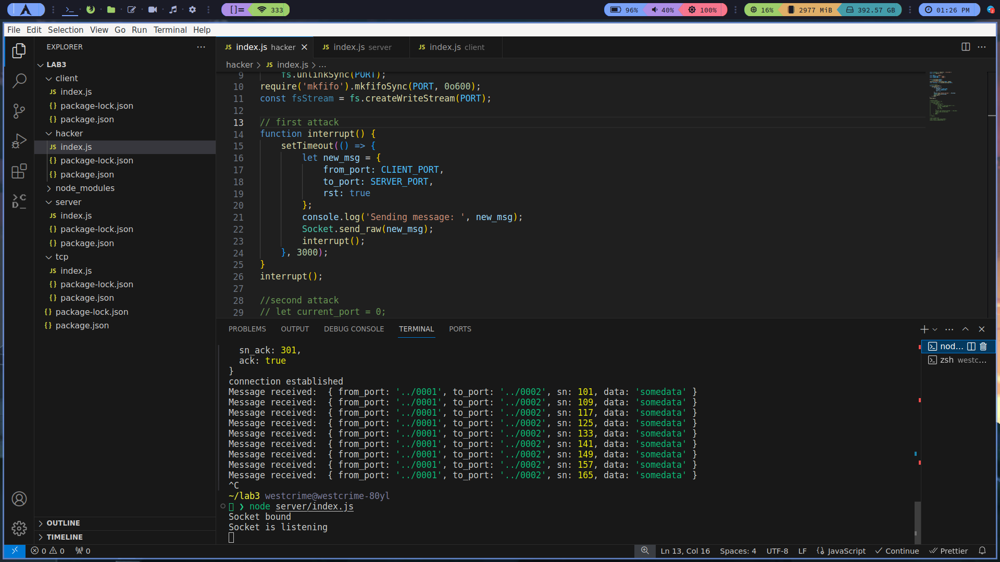 []= 333
96% 40% 100%
16% 2977 MiB 392.57 GB
01:26 PM
2
File Edit Selection View Go Run Terminal Help
EXPLORER
LAB3
client
JS index.js
{} package-lock.json
{} package.json
hacker
JS index.js
{} package-lock.json
{} package.json
node_modules
server
JS index.js
{} package-lock.json
{} package.json
tcp
JS index.js
{} package-lock.json
{} package.json
{} package-lock.json
{} package.json
OUTLINE
TIMELINE
JS index.js hacker
JS index.js server
JS index.js client
hacker > JS index.js > ...
9 fs.unlinkSync(PORT);
10 require('mkfifo').mkfifoSync(PORT, 0o600);
11 const fsStream = fs.createWriteStream(PORT);
12
13 // first attack
14 function interrupt() {
15 setTimeout(() => {
16 let new_msg = {
17 from_port: CLIENT_PORT,
18 to_port: SERVER_PORT,
19 rst: true
20 };
21 console.log('Sending message: ', new_msg);
22 Socket.send_raw(new_msg);
23 interrupt();
24 }, 3000);
25 }
26 interrupt();
27
28 //second attack
29 // let current_port = 0;
PROBLEMS OUTPUT DEBUG CONSOLE TERMINAL PORTS
nod...
zsh westc...
sn_ack: 301,
ack: true
}
connection established
Message received: { from_port: '../0001', to_port: '../0002', sn: 101, data: 'somedata' }
Message received: { from_port: '../0001', to_port: '../0002', sn: 109, data: 'somedata' }
Message received: { from_port: '../0001', to_port: '../0002', sn: 117, data: 'somedata' }
Message received: { from_port: '../0001', to_port: '../0002', sn: 125, data: 'somedata' }
Message received: { from_port: '../0001', to_port: '../0002', sn: 133, data: 'somedata' }
Message received: { from_port: '../0001', to_port: '../0002', sn: 141, data: 'somedata' }
Message received: { from_port: '../0001', to_port: '../0002', sn: 149, data: 'somedata' }
Message received: { from_port: '../0001', to_port: '../0002', sn: 157, data: 'somedata' }
Message received: { from_port: '../0001', to_port: '../0002', sn: 165, data: 'somedata' }
^C
~/lab3 westcrime@westcrime-80yl
❯ node server/index.js
Socket bound
Socket is listening
0 0 0
Ln 13, Col 16 Spaces: 4 UTF-8 LF JavaScript Continue Prettier